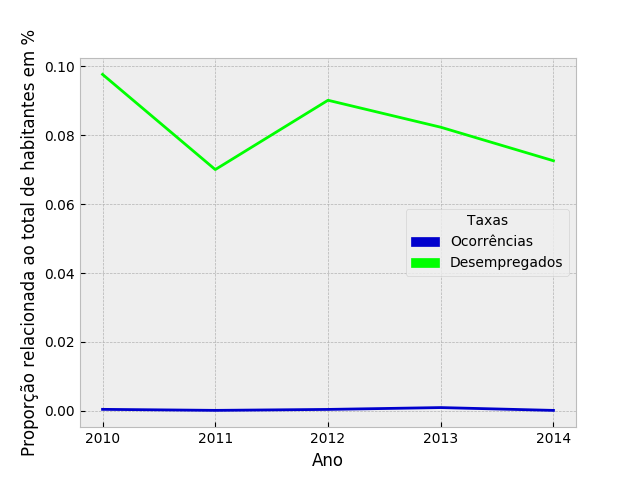 Proporção relacionada ao total de habitantes em %
0.10
0.08
0.06
0.04
0.02
0.00
Taxas
Ocorrências
Desempregados
2010 2011 2012 2013 2014
Ano